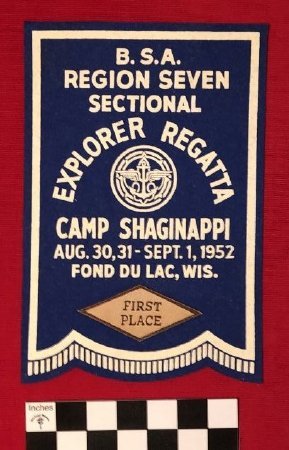 B. S. A.
REGION SEVEN
SECTIONAL
EXPLORER REGATTA
CAMP SHAGINAPPI
AUG. 30, 31 - SEPT. 1, 1952
FOND DU LAC, WIS.
FIRST
PLACE
Inches